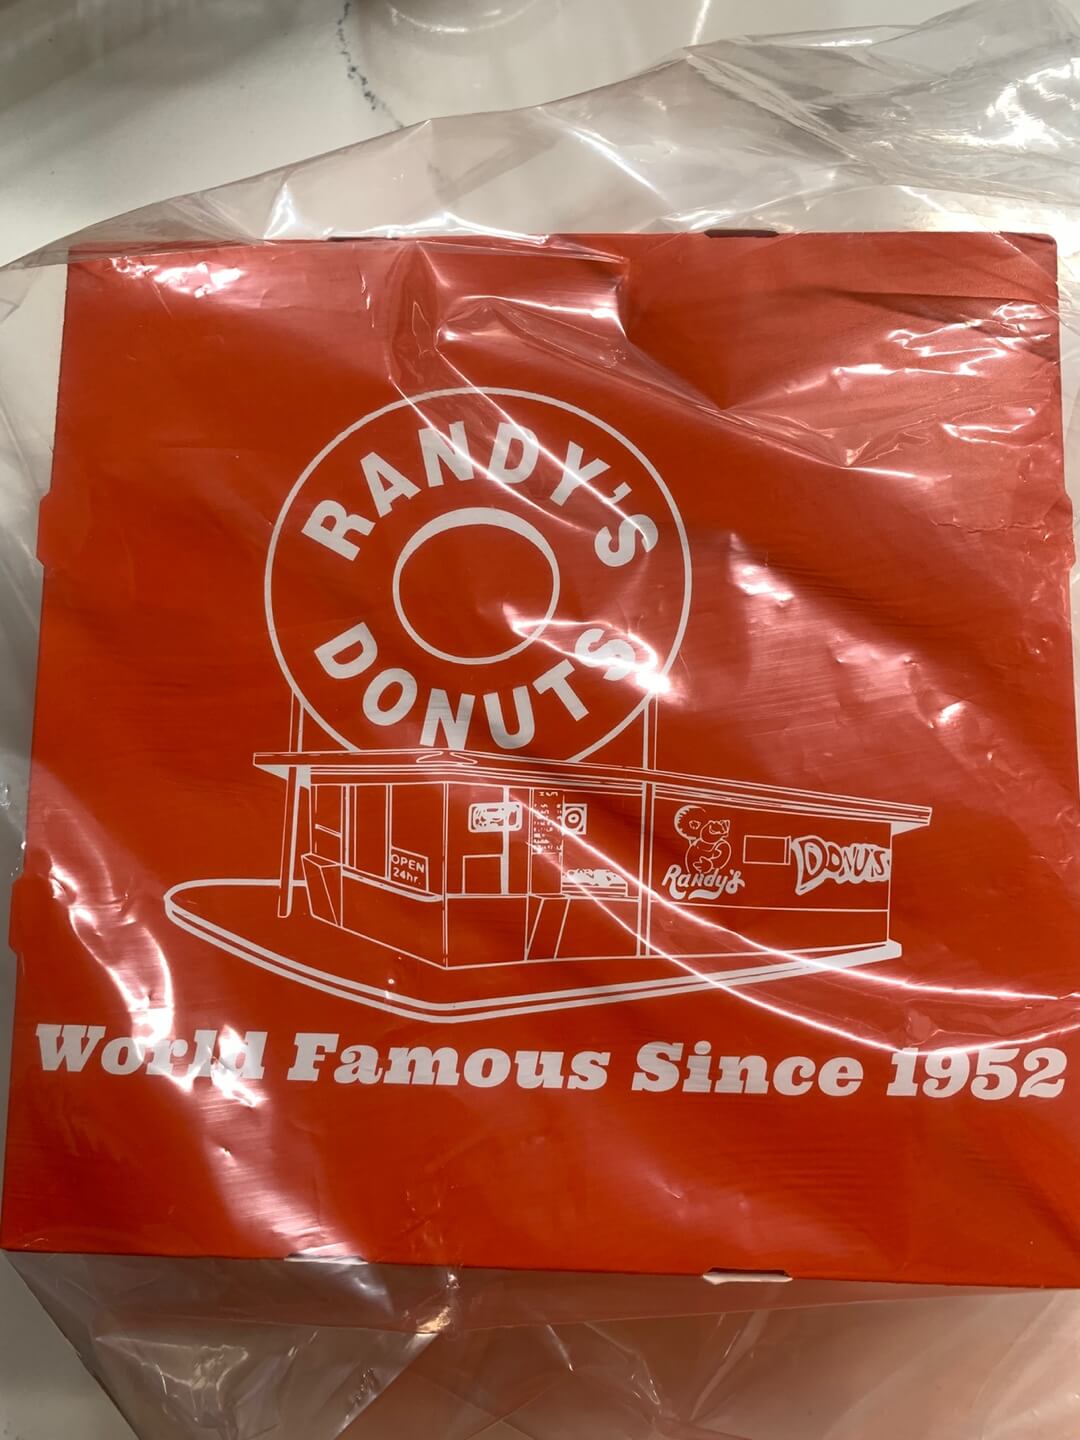 RANDY'S
DONUTS
OPEN
24hr.
Randy's
DONUTS
World Famous Since 1952